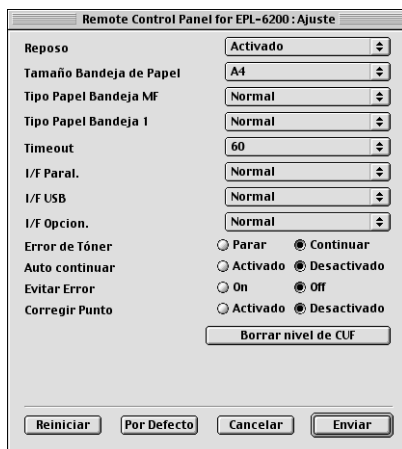 Remote Control Panel for EPL-6200 : Ajuste
Reposo Activado
Tamaño Bandeja de Papel A4
Tipo Papel Bandeja MF Normal
Tipo Papel Bandeja 1 Normal
Timeout 60
I/F Paral. Normal
I/F USB Normal
I/F Opcion. Normal
Error de Tóner Parar Continuar
Auto continuar Activado Desactivado
Evitar Error On Off
Corregir Punto Activado Desactivado
Borrar nivel de CUF
Reiniciar Por Defecto Cancelar Enviar